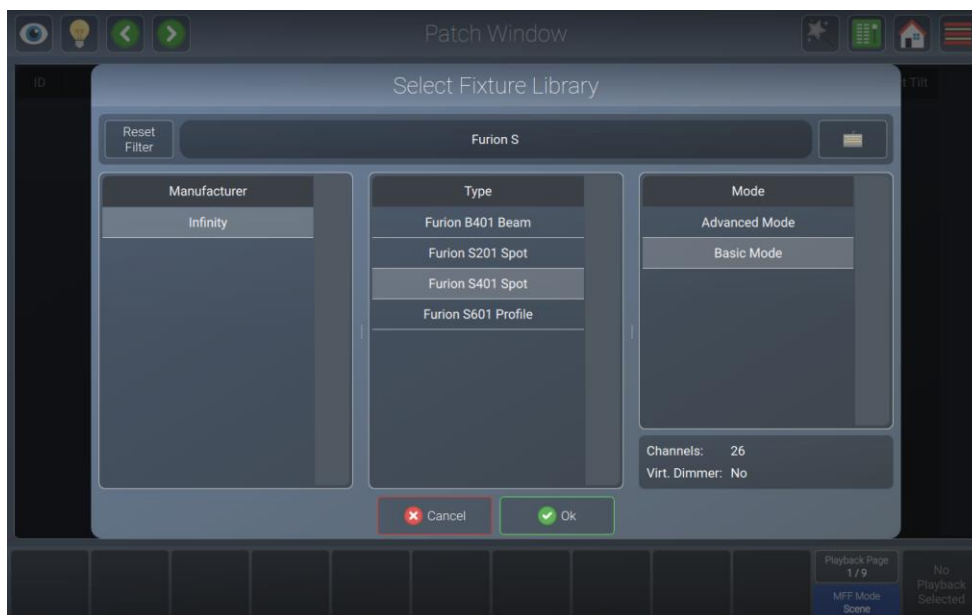 Patch Window
ID
t Tilt
Select Fixture Library
Reset
Filter
Furion S
Manufacturer
Infinity
Type
Furion B401 Beam
Furion S201 Spot
Furion S401 Spot
Furion S601 Profile
Mode
Advanced Mode
Basic Mode
Channels: 26
Virt. Dimmer: No
Cancel
Ok
Playback Page
1 / 9
MFF Mode
Scene
No
Playback
Selected